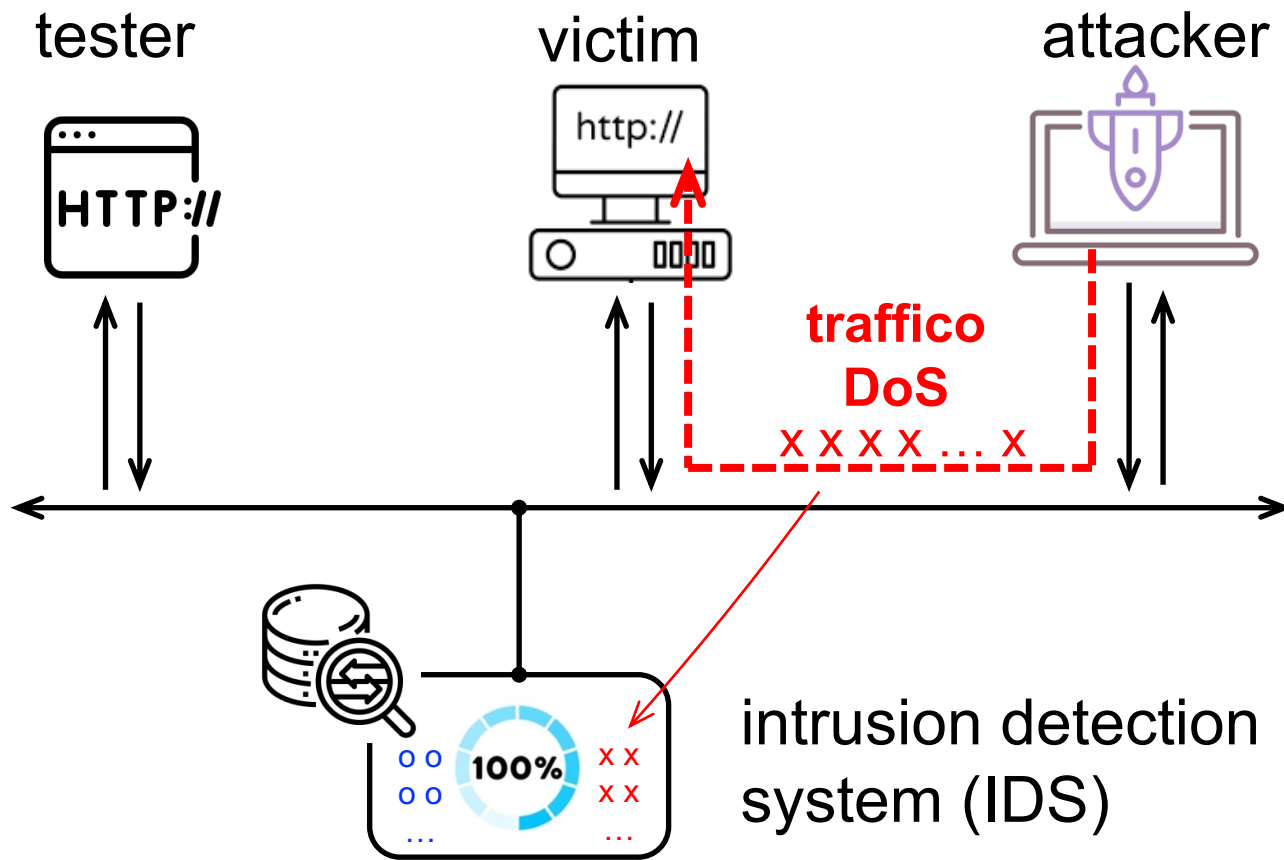 tester
victim
attacker
HTTP://
http://
traffico
DoS
x x x x ... x
o o
100%
x x
o o
x x
...
...
intrusion detection
system (IDS)